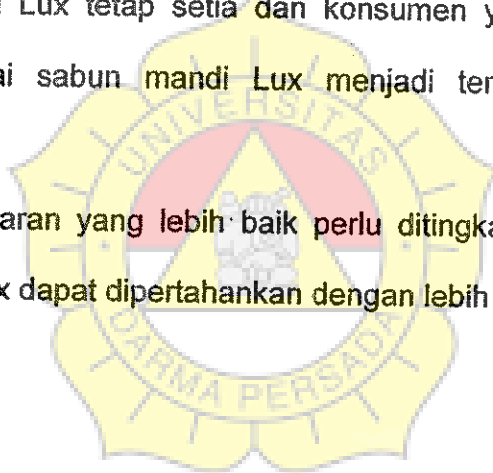 Lux tetap setia dan konsumen y
ai sabun mandi Lux menjadi ter
UNIVERSITAS
aran yang lebih baik perlu ditingka
x dapat dipertahankan dengan lebih
DARMA PERSADA